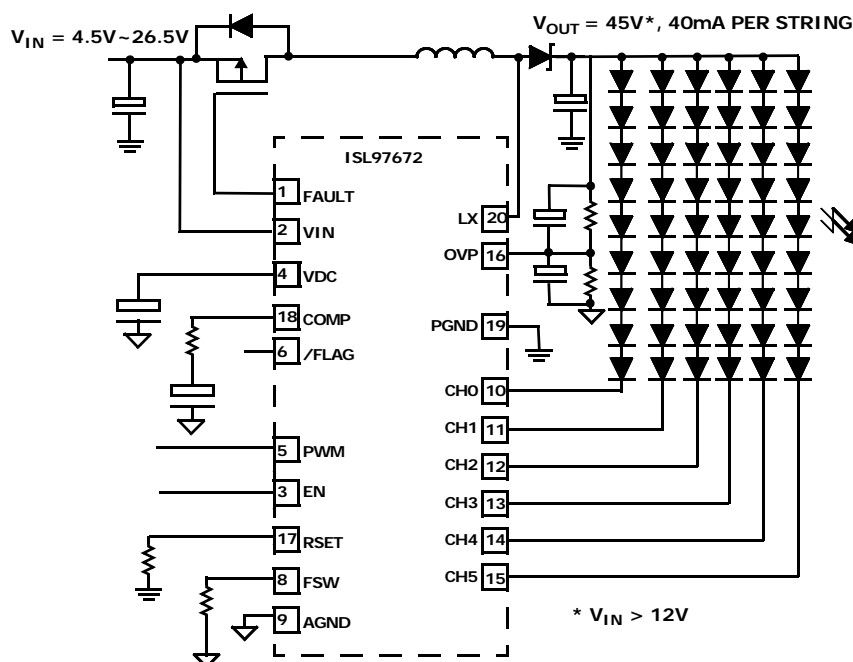 V_OUT = 45V*, 40mA PER STRING
V_IN = 4.5V~26.5V
ISL97672
1 FAULT
2 VIN
4 VDC
18 COMP
6 /FLAG
5 PWM
3 EN
17 RSET
8 FSW
9 AGND
LX 20
OVP 16
PGND 19
CH0 10
CH1 11
CH2 12
CH3 13
CH4 14
CH5 15
* V_IN > 12V